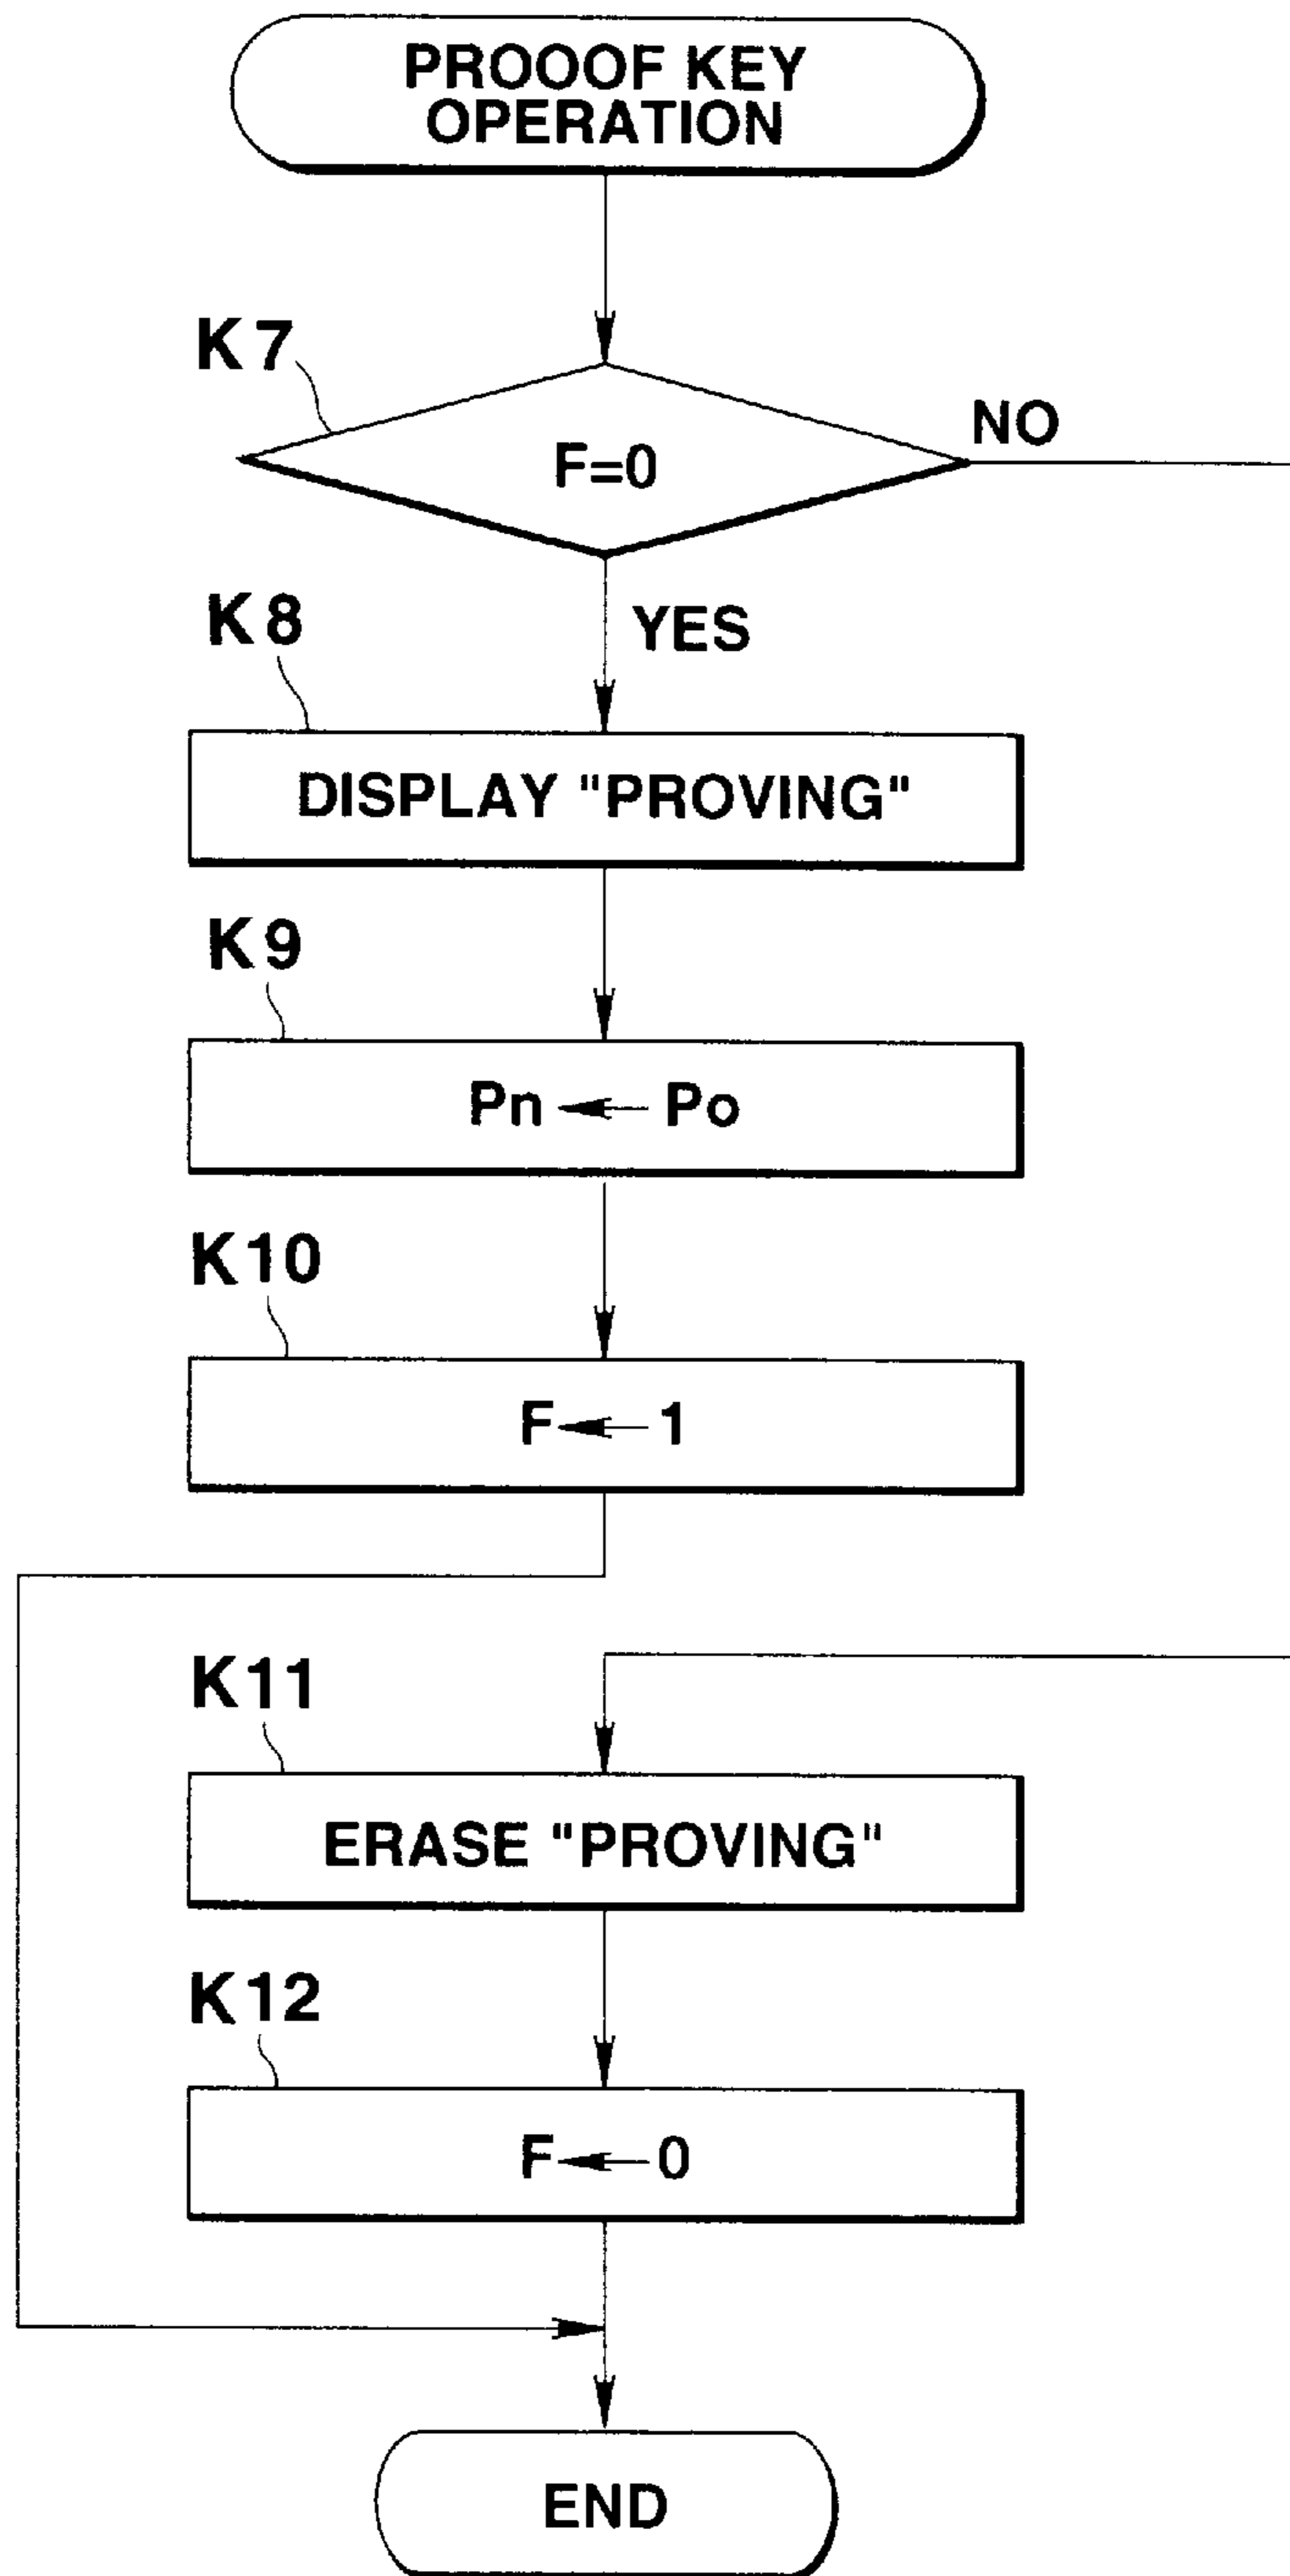 PROOOF KEY
OPERATION
K7
F=0
NO
YES
K8
DISPLAY "PROVING"
K9
Pn ← Po
K10
F ← 1
K11
ERASE "PROVING"
K12
F ← 0
END